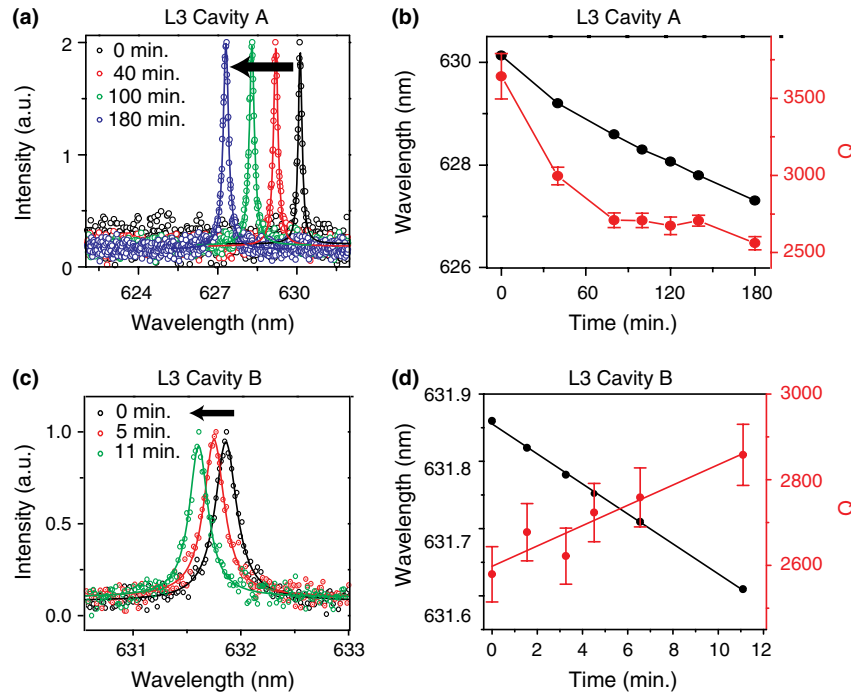 (a)
L3 Cavity A
0 min.
40 min.
100 min.
180 min.
2
1
0
Intensity (a.u.)
624
627
630
Wavelength (nm)
(b)
L3 Cavity A
630
628
626
Wavelength (nm)
3500
3000
2500
Q
0
60
120
180
Time (min.)
(c)
L3 Cavity B
0 min.
5 min.
11 min.
1.0
0.5
0.0
Intensity (a.u.)
631
632
633
Wavelength (nm)
(d)
L3 Cavity B
631.9
631.8
631.7
631.6
Wavelength (nm)
3000
2800
2600
Q
0
2
4
6
8
10
12
Time (min.)